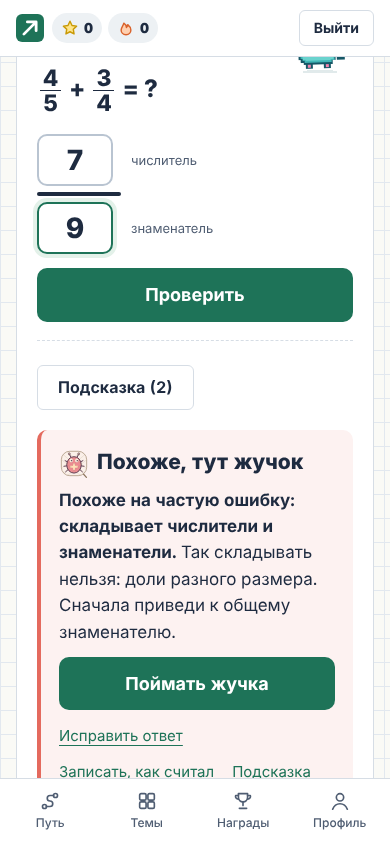 0
0
Выйти
4/5 + 3/4 = ?
7
числитель
9
знаменатель
Проверить
Подсказка (2)
Похоже, тут жучок
Похоже на частую ошибку:
складывает числители и
знаменатели. Так складывать
нельзя: доли разного размера.
Сначала приведи к общему
знаменателю.
Поймать жучка
Исправить ответ
Записать, как считал
Подсказка
Путь
Темы
Награды
Профиль